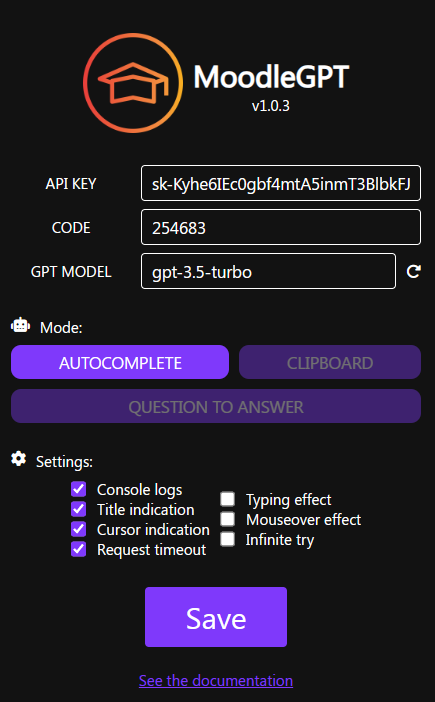 MoodleGPT
v1.0.3
API KEY sk-Kyhe6IEc0gbf4mtA5inmT3BlbkFJ
CODE 254683
GPT MODEL gpt-3.5-turbo
Mode:
AUTOCOMPLETE CLIPBOARD
QUESTION TO ANSWER
Settings:
Console logs
Title indication
Cursor indication
Request timeout
Typing effect
Mouseover effect
Infinite try
Save
See the documentation